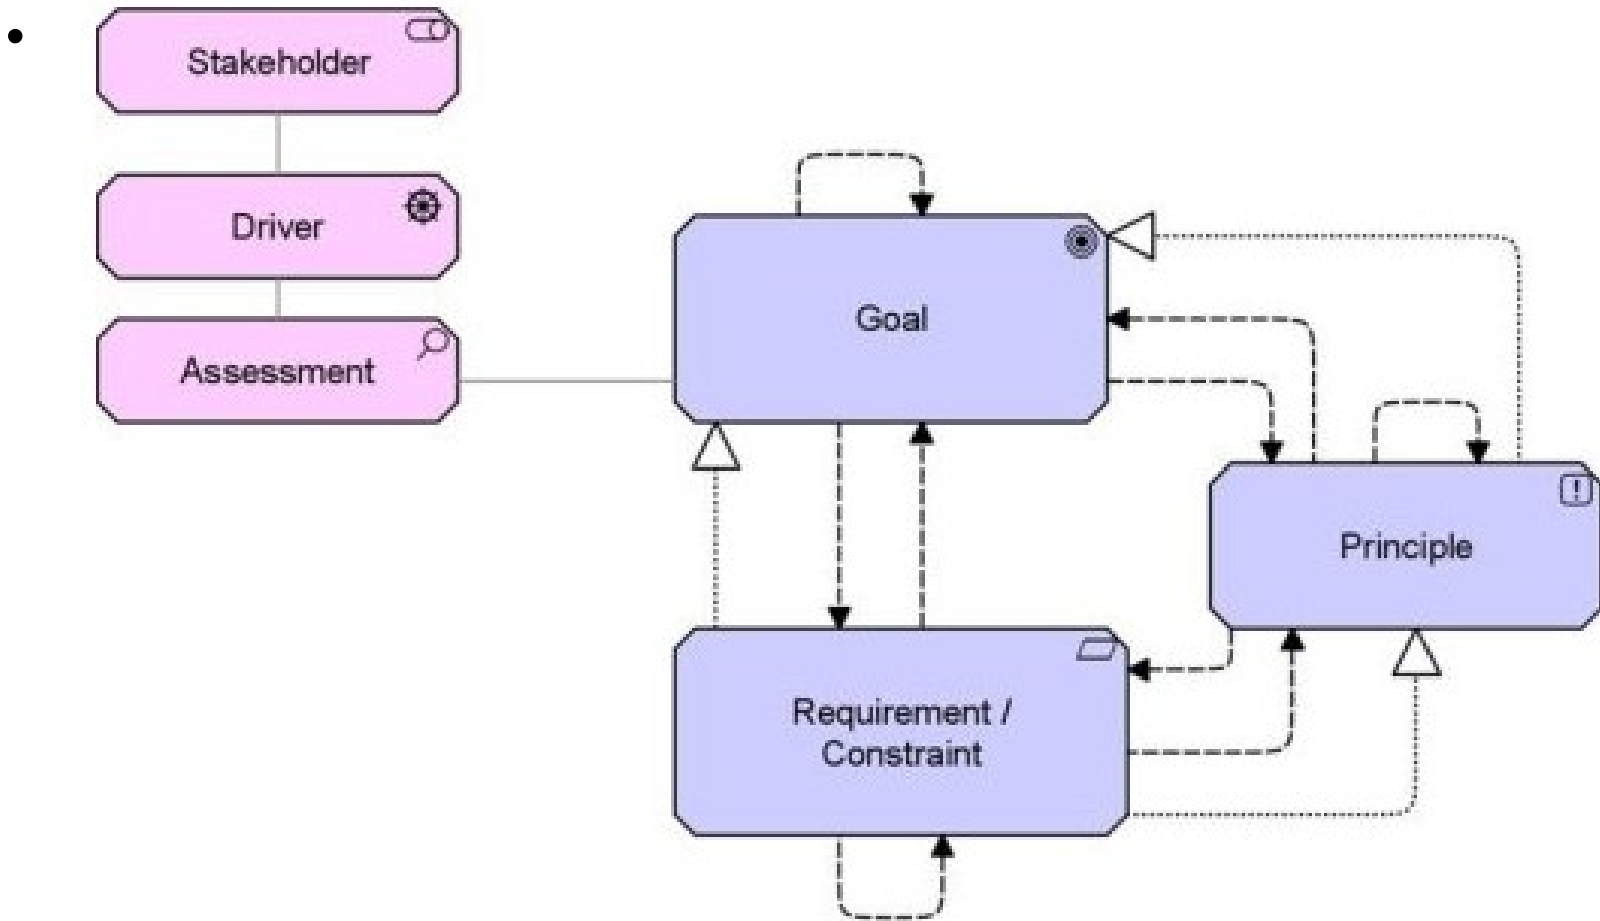 Stakeholder
Driver
Assessment
Goal
Principle
Requirement /
Constraint